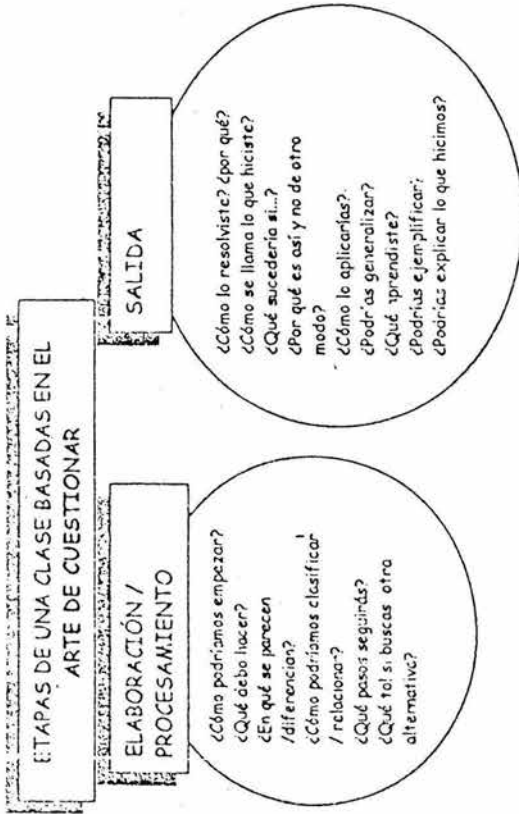 ETAPAS DE UNA CLASE BASADAS EN EL
ARTE DE CUESTIONAR
ELABORACIÓN /
PROCESAMIENTO
¿Cómo podríamos empezar?
¿Qué debo hacer?
¿En qué se parecen
/diferencian?
¿Cómo podríamos clasificar
/ relacionar?
¿Qué pasos seguirás?
¿Qué tal si buscas otra
alternativa?
SALIDA
¿Cómo lo resolviste? ¿por qué?
¿Cómo se llama lo que hiciste?
¿Qué sucedería si...?
¿Por qué es así y no de otro
modo?
¿Cómo lo aplicarías?
¿Podrías generalizar?
¿Qué aprendiste?
¿Podrías ejemplificar?
¿Podrías explicar lo que hicimos?